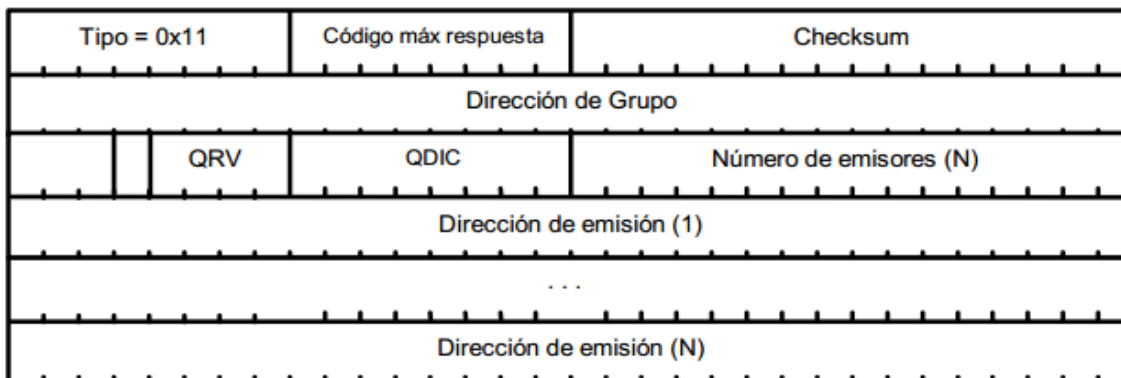 Tipo = 0x11 Código máx respuesta Checksum
Dirección de Grupo
QRV QDIC Número de emisores (N)
Dirección de emisión (1)
. . .
Dirección de emisión (N)